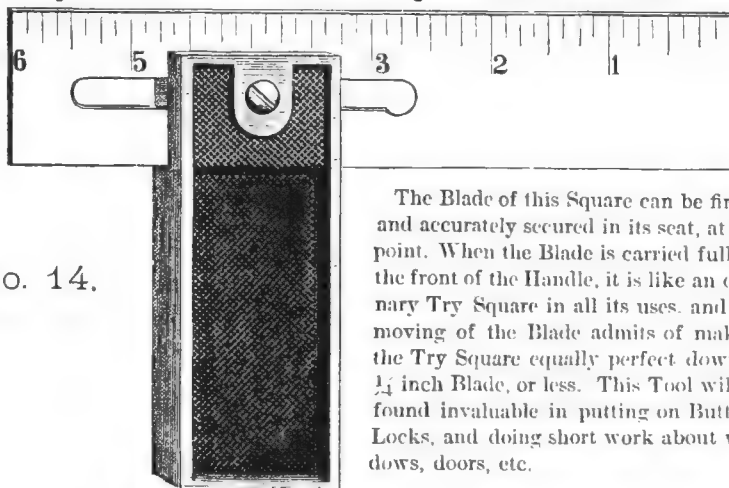 6 5 3 2 1
The Blade of this Square can be fir
and accurately secured in its seat, at
point. When the Blade is carried full
the front of the Handle, it is like an o
nary Try Square in all its uses. and
moving of the Blade admits of mak
the Try Square equally perfect dow
¼ inch Blade, or less. This Tool wil
found invaluable in putting on Butt
Locks, and doing short work about w
dows, doors, etc.
o. 14.